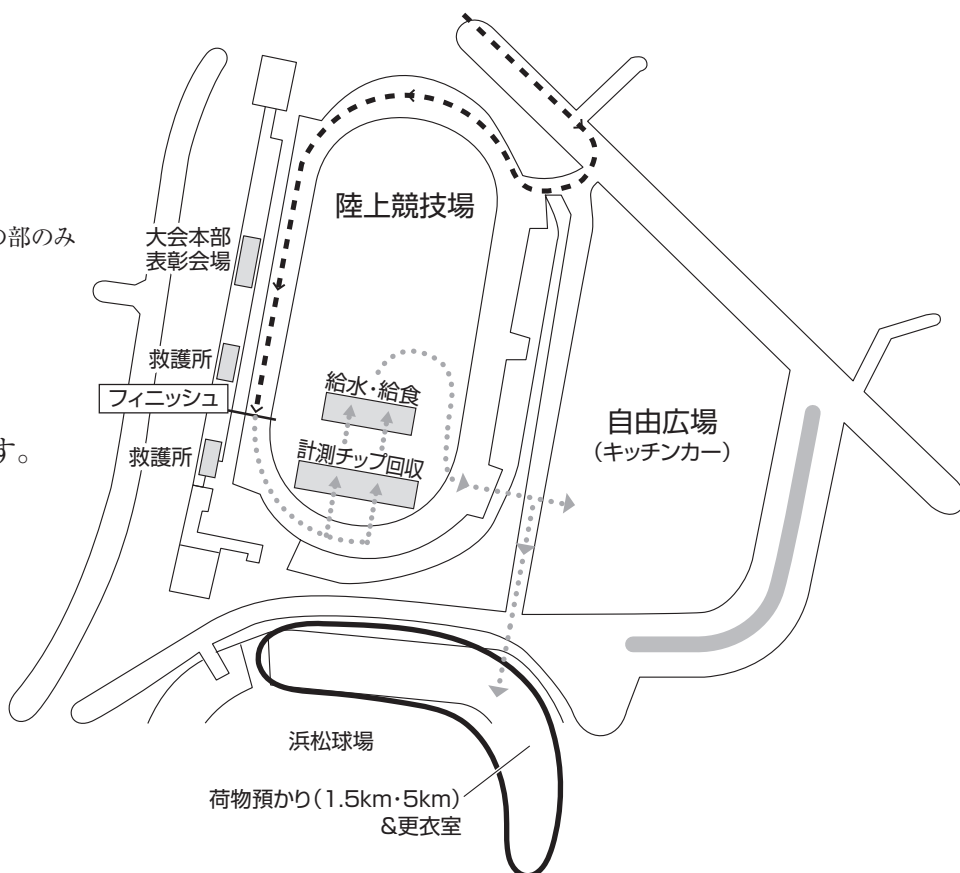 陸上競技場
の部のみ
大会本部
表彰会場
救護所
給水・給食
フィニッシュ
自由広場
(キッチンカー)
す。
救護所
計測チップ回収
浜松球場
荷物預かり(1.5km・5km)
&更衣室